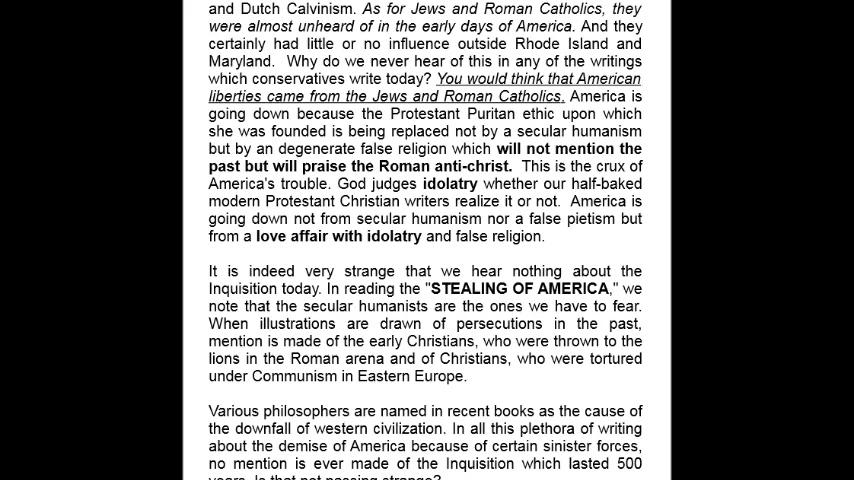 and Dutch Calvinism. As for Jews and Roman Catholics, they
were almost unheard of in the early days of America. And they
certainly had little or no influence outside Rhode Island and
Maryland. Why do we never hear of this in any of the writings
which conservatives write today? You would think that American
liberties came from the Jews and Roman Catholics. America is
going down because the Protestant Puritan ethic upon which
she was founded is being replaced not by a secular humanism
but by an degenerate false religion which will not mention the
past but will praise the Roman anti-christ. This is the crux of
America's trouble. God judges idolatry whether our half-baked
modern Protestant Christian writers realize it or not. America is
going down not from secular humanism nor a false pietism but
from a love affair with idolatry and false religion.
It is indeed very strange that we hear nothing about the
Inquisition today. In reading the "STEALING OF AMERICA," we
note that the secular humanists are the ones we have to fear.
When illustrations are drawn of persecutions in the past,
mention is made of the early Christians, who were thrown to the
lions in the Roman arena and of Christians, who were tortured
under Communism in Eastern Europe.
Various philosophers are named in recent books as the cause of
the downfall of western civilization. In all this plethora of writing
about the demise of America because of certain sinister forces,
no mention is ever made of the Inquisition which lasted 500
years. Is that not passing strange?